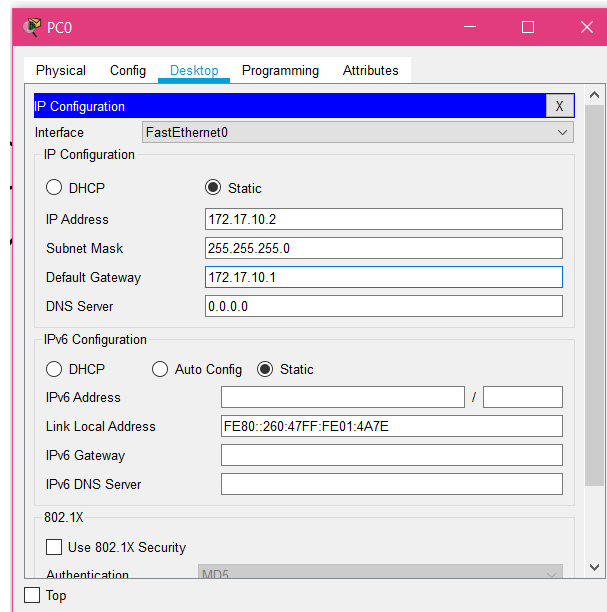 PC0
Physical Config Desktop Programming Attributes
IP Configuration X
Interface FastEthernet0
IP Configuration
DHCP Static
IP Address 172.17.10.2
Subnet Mask 255.255.255.0
Default Gateway 172.17.10.1
DNS Server 0.0.0.0
IPv6 Configuration
DHCP Auto Config Static
IPv6 Address /
Link Local Address FE80::260:47FF:FE01:4A7E
IPv6 Gateway
IPv6 DNS Server
802.1X
Use 802.1X Security
Authentication MD5
Top